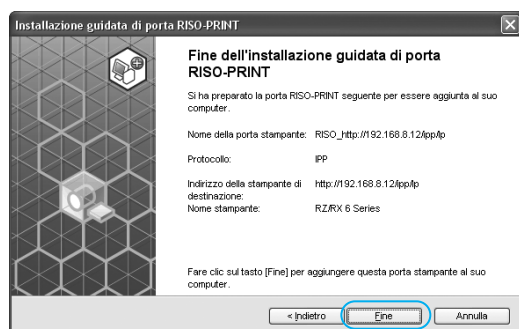 Installazione guidata di porta RISO-PRINT
Fine dell'installazione guidata di porta
RISO-PRINT
Si ha preparato la porta RISO-PRINT seguente per essere aggiunta al suo
computer.
Nome della porta stampante: RISO_http://192.168.8.12/ipp/lp
Protocollo: IPP
Indirizzo della stampante di destinazione: http://192.168.8.12/ipp/lp
Nome stampante: RZ/RX 6 Series
Fare clic sul tasto [Fine] per aggiungere questa porta stampante al suo
computer.
< Indietro Fine Annulla